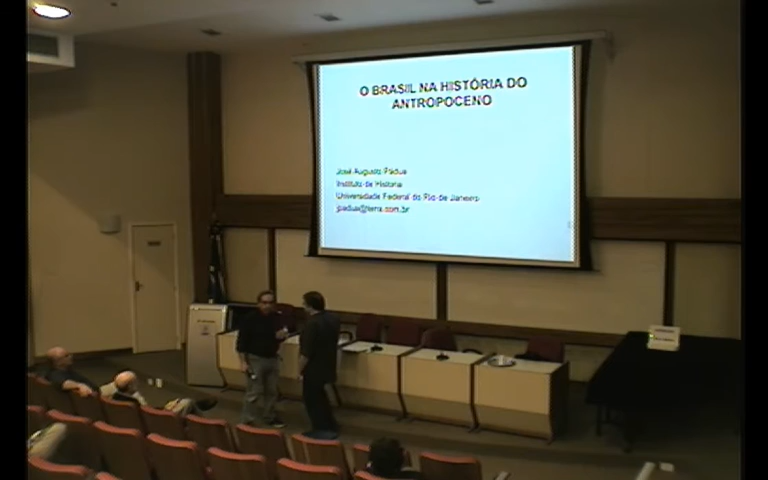 O BRASIL NA HISTÓRIA DO
ANTROPOCENO
José Augusto Pádua
Instituto de História
Universidade Federal do Rio de Janeiro
jpadua@terra.com.br